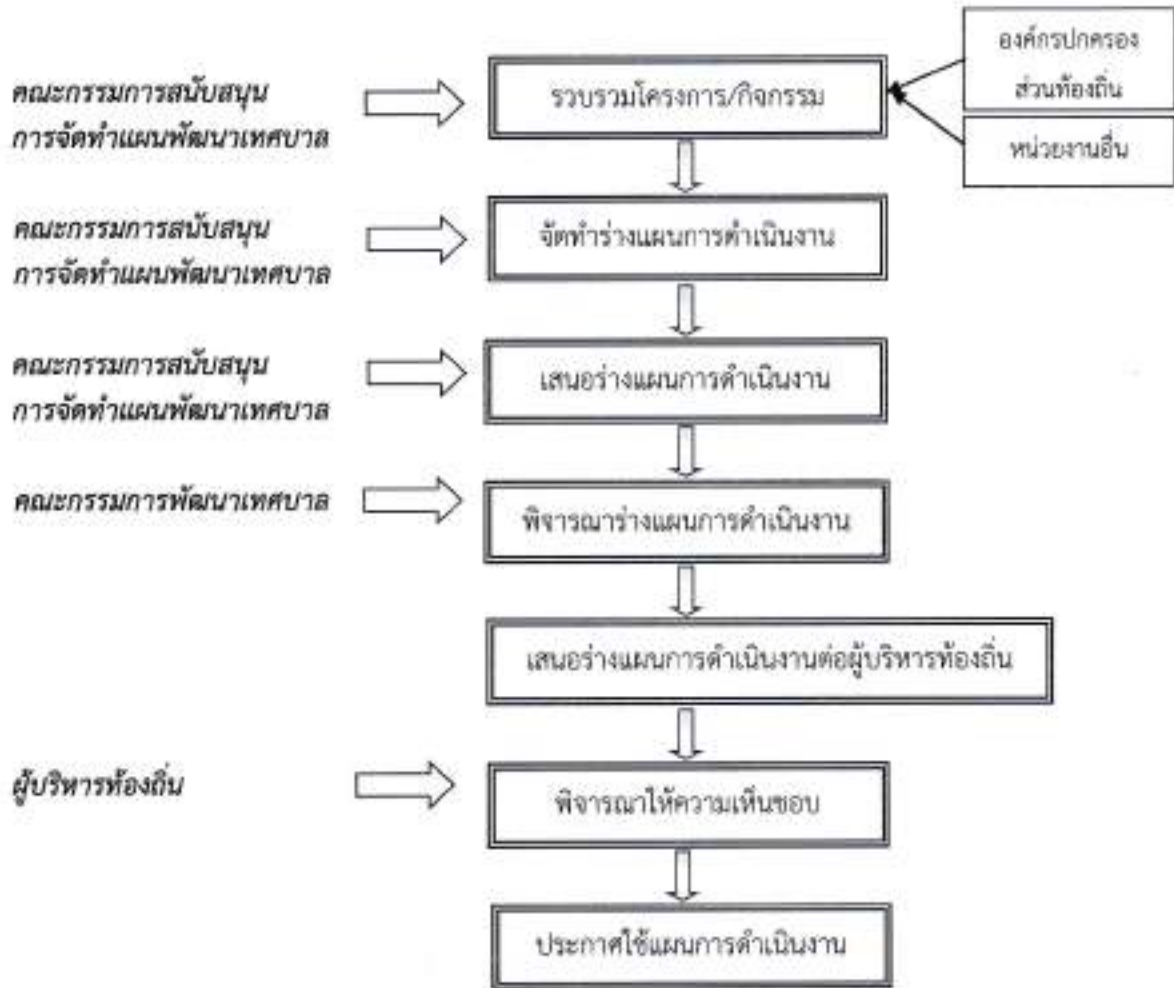 องค์กรปกครอง
ส่วนท้องถิ่น
หน่วยงานอื่น
คณะกรรมการสนับสนุน
การจัดทำแผนพัฒนาเทศบาล
รวบรวมโครงการ/กิจกรรม
คณะกรรมการสนับสนุน
การจัดทำแผนพัฒนาเทศบาล
จัดทำร่างแผนการดำเนินงาน
คณะกรรมการสนับสนุน
การจัดทำแผนพัฒนาเทศบาล
เสนอร่างแผนการดำเนินงาน
คณะกรรมการพัฒนาเทศบาล
พิจารณาร่างแผนการดำเนินงาน
เสนอร่างแผนการดำเนินงานต่อผู้บริหารท้องถิ่น
ผู้บริหารท้องถิ่น
พิจารณาให้ความเห็นชอบ
ประกาศใช้แผนการดำเนินงาน